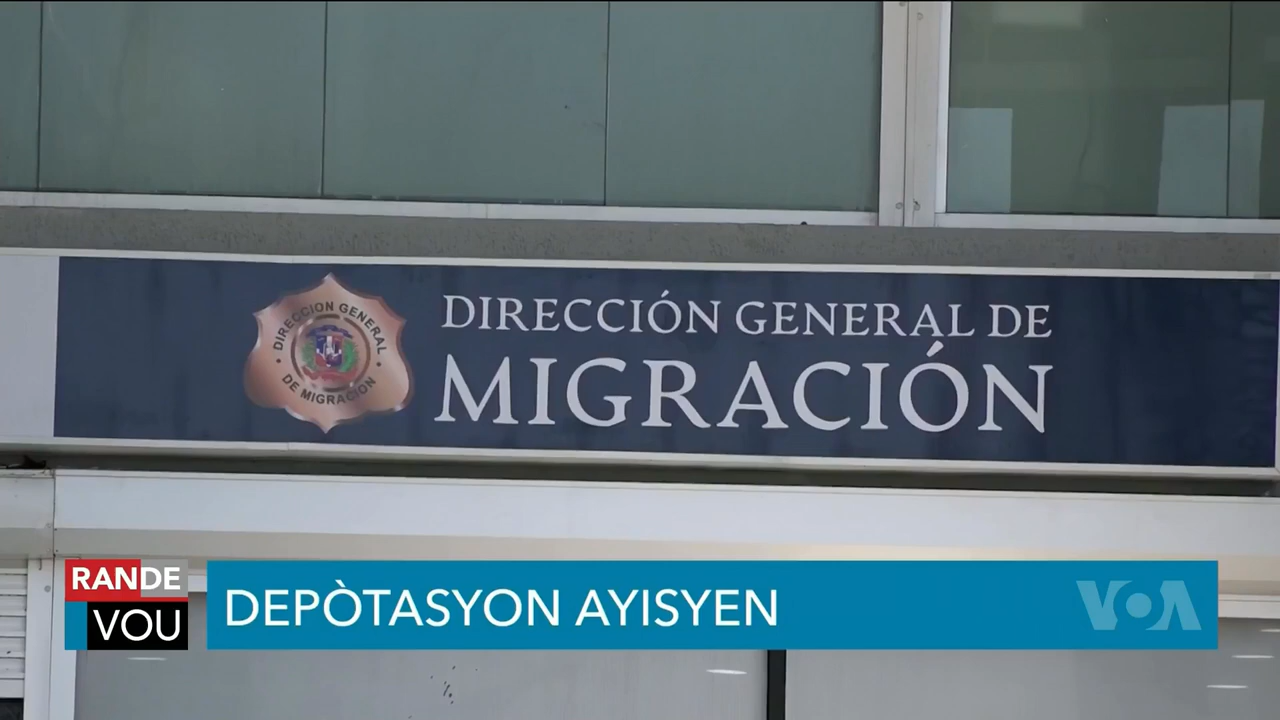 DIRECCION GENERAL
DE MIGRACION
DIRECCIÓN GENERAL DE
MIGRACIÓN
RANDE
VOU
DEPÒTASYON AYISYEN
VOA